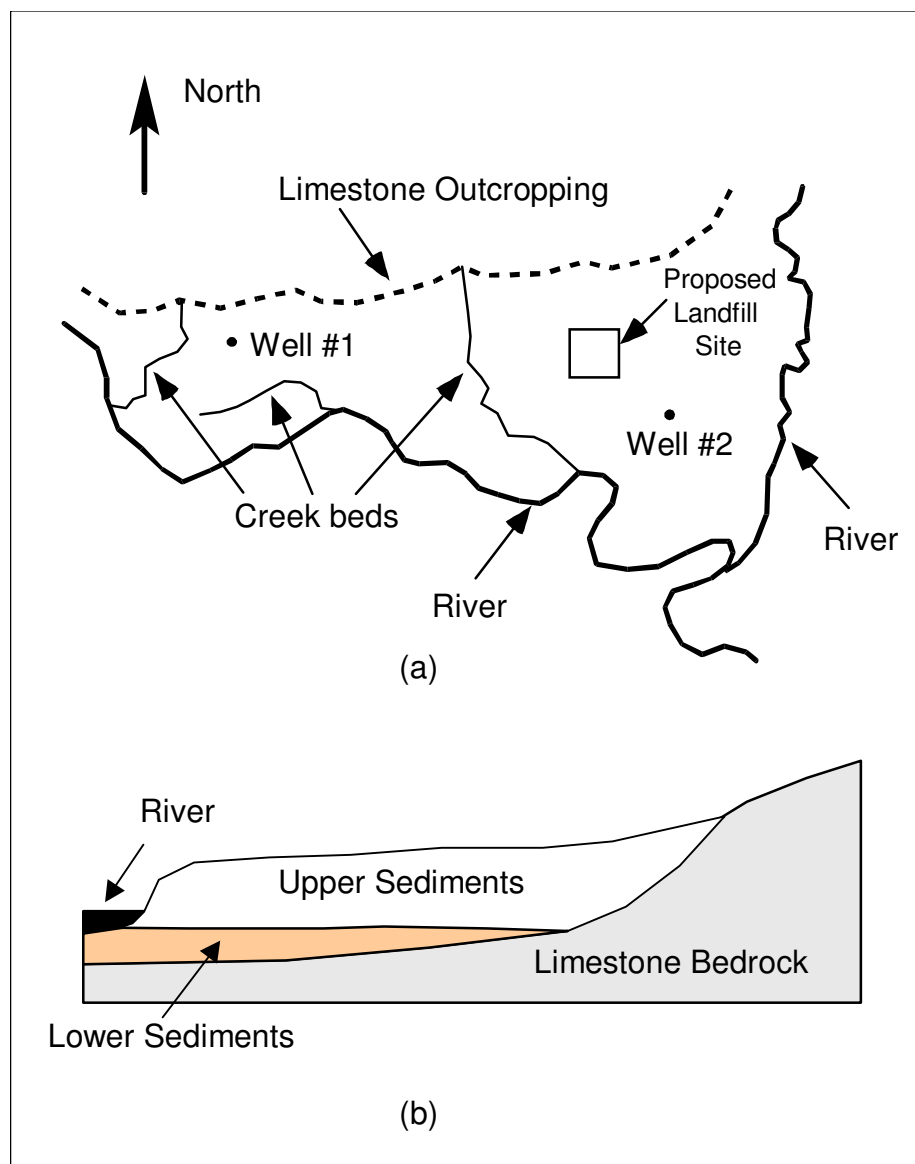 North
Limestone Outcropping
Proposed
Landfill
Site
Well #1
Well #2
Creek beds
River
River
(a)
River
Upper Sediments
Limestone Bedrock
Lower Sediments
(b)